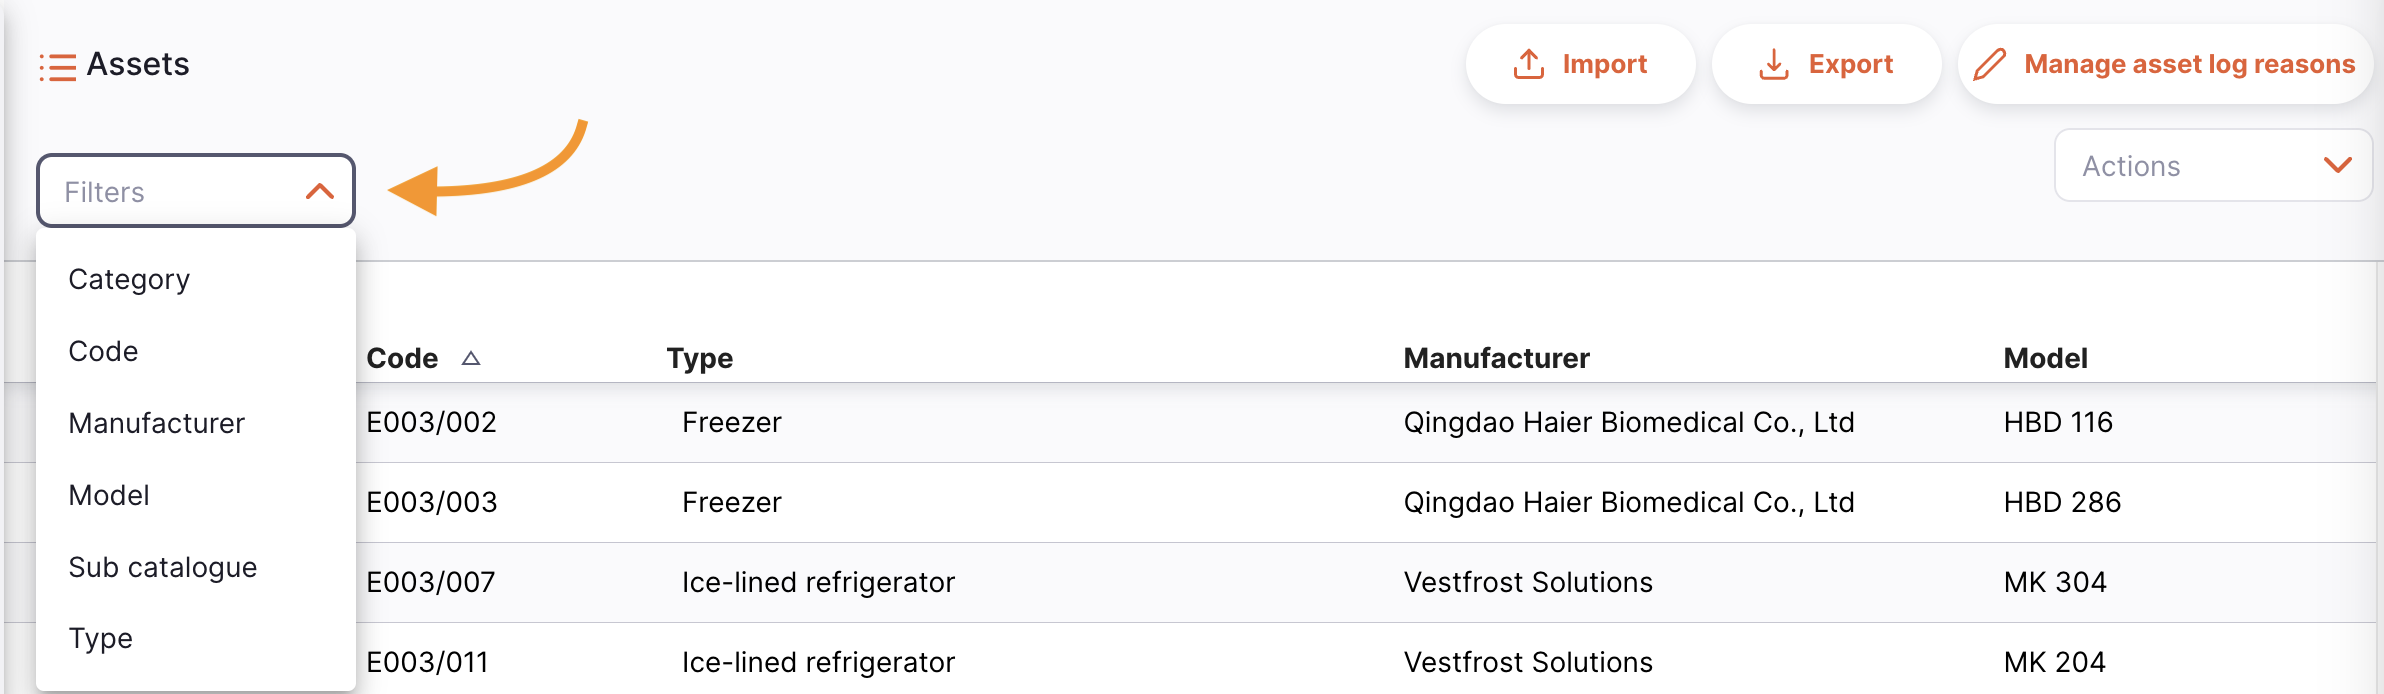 Assets
Import
Export
Manage asset log reasons
Filters
Actions
Category
Code
Manufacturer
Model
Sub catalogue
Type
Code Type Manufacturer Model
E003/002 Freezer Qingdao Haier Biomedical Co., Ltd HBD 116
E003/003 Freezer Qingdao Haier Biomedical Co., Ltd HBD 286
E003/007 Ice-lined refrigerator Vestfrost Solutions MK 304
E003/011 Ice-lined refrigerator Vestfrost Solutions MK 204